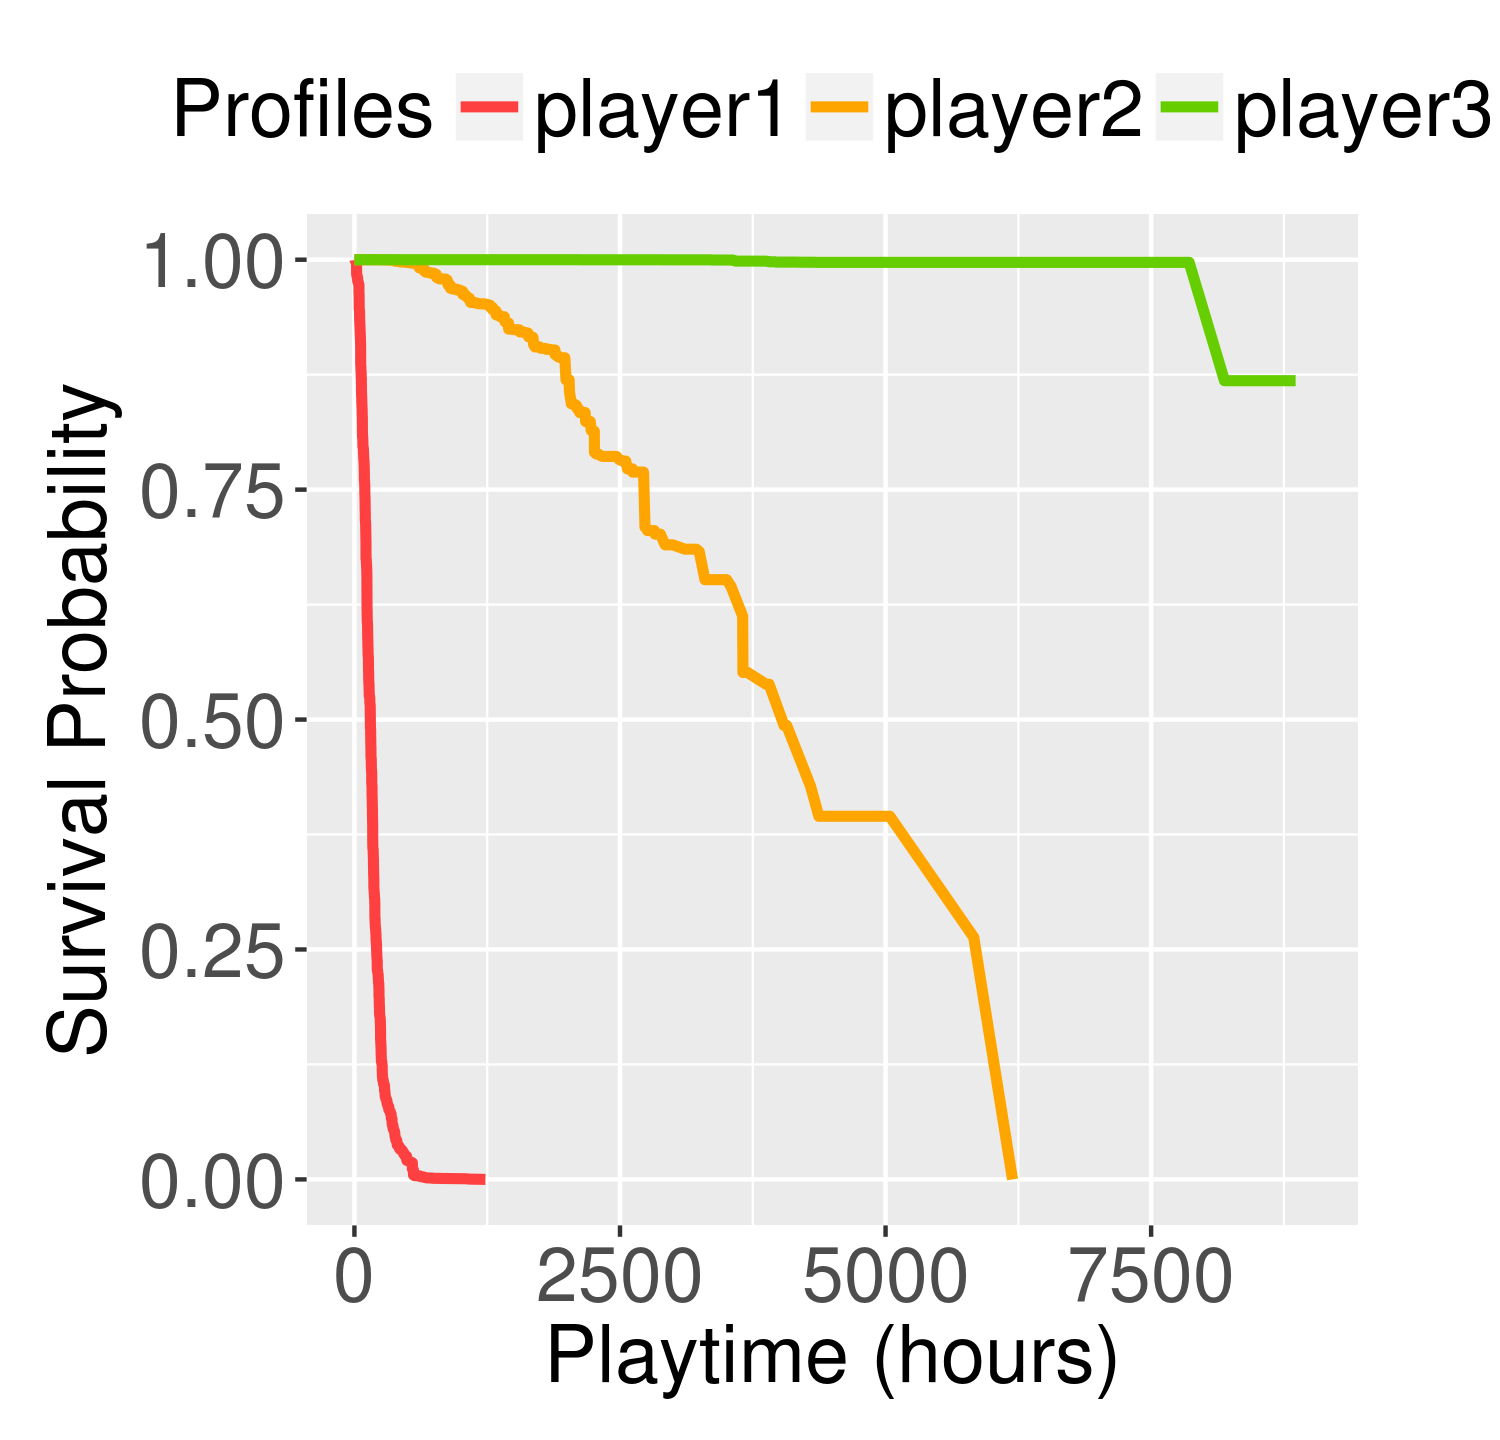 Profiles player1 player2 player3
1.00
0.75
0.50
0.25
0.00
Survival Probability
0 2500 5000 7500
Playtime (hours)